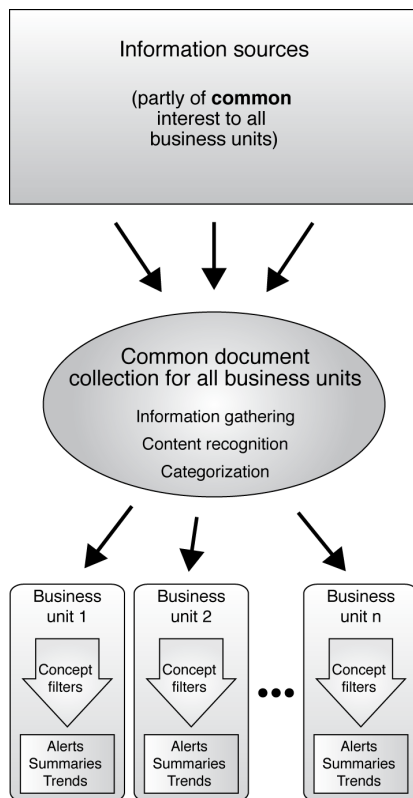 Information sources
(partly of common
interest to all
business units)
Common document
collection for all business units
Information gathering
Content recognition
Categorization
Business
unit 1
Concept
filters
Alerts
Summaries
Trends
Business
unit 2
Concept
filters
Alerts
Summaries
Trends
Business
unit n
Concept
filters
Alerts
Summaries
Trends